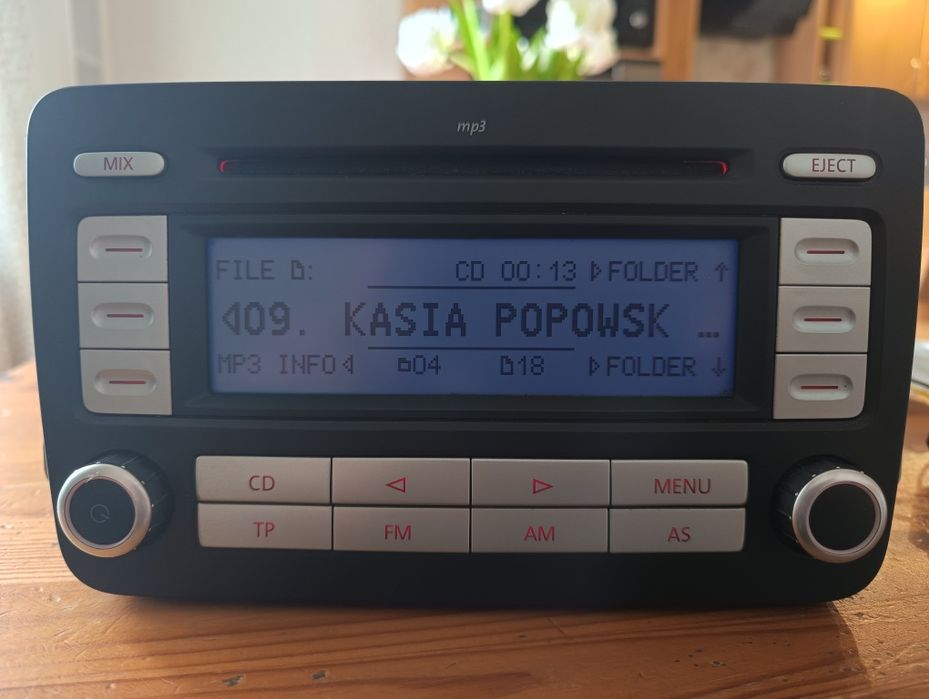 mp3
MIX
EJECT
FILE : CD 00:13 FOLDER ↑
09. KASIA POPOWSK ...
MP3 INFO 04 18 FOLDER ↓
CD ◁ ▷ MENU
TP FM AM AS